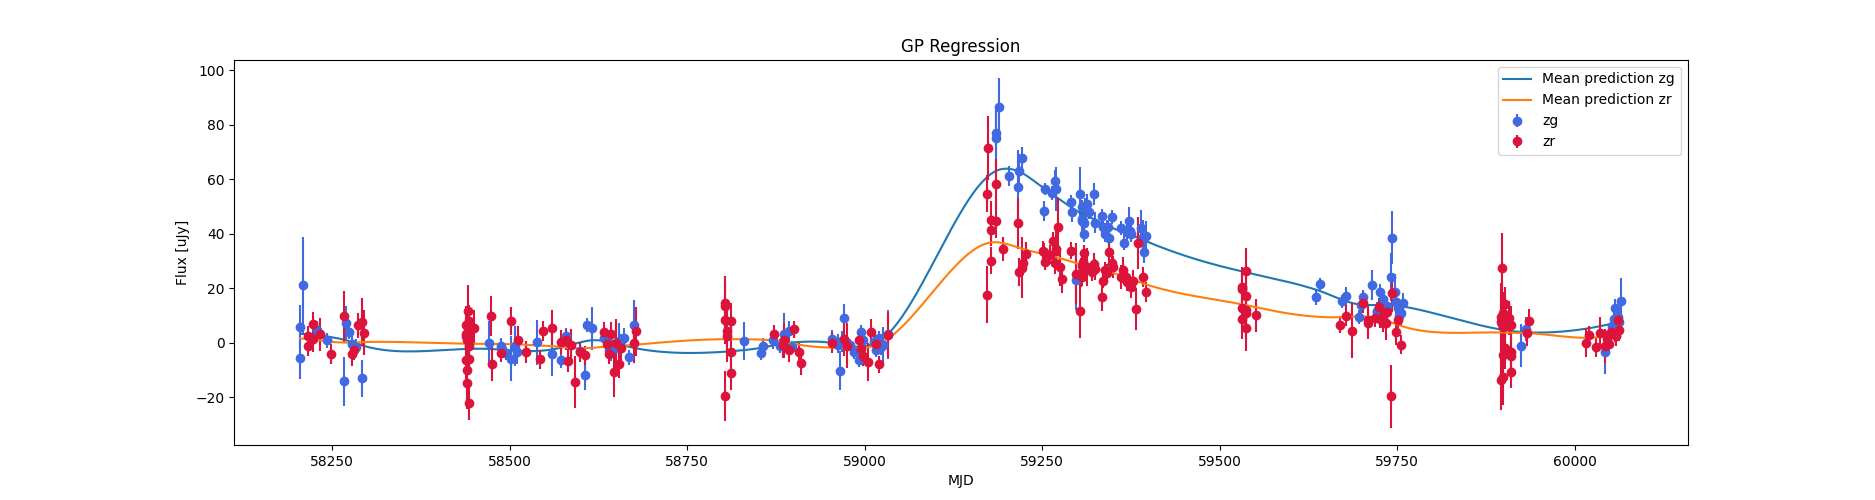 GP Regression
Flux [uJy]
100
80
60
40
20
0
−20
Mean prediction zg
Mean prediction zr
zg
zr
58250
58500
58750
59000
59250
59500
59750
60000
MJD